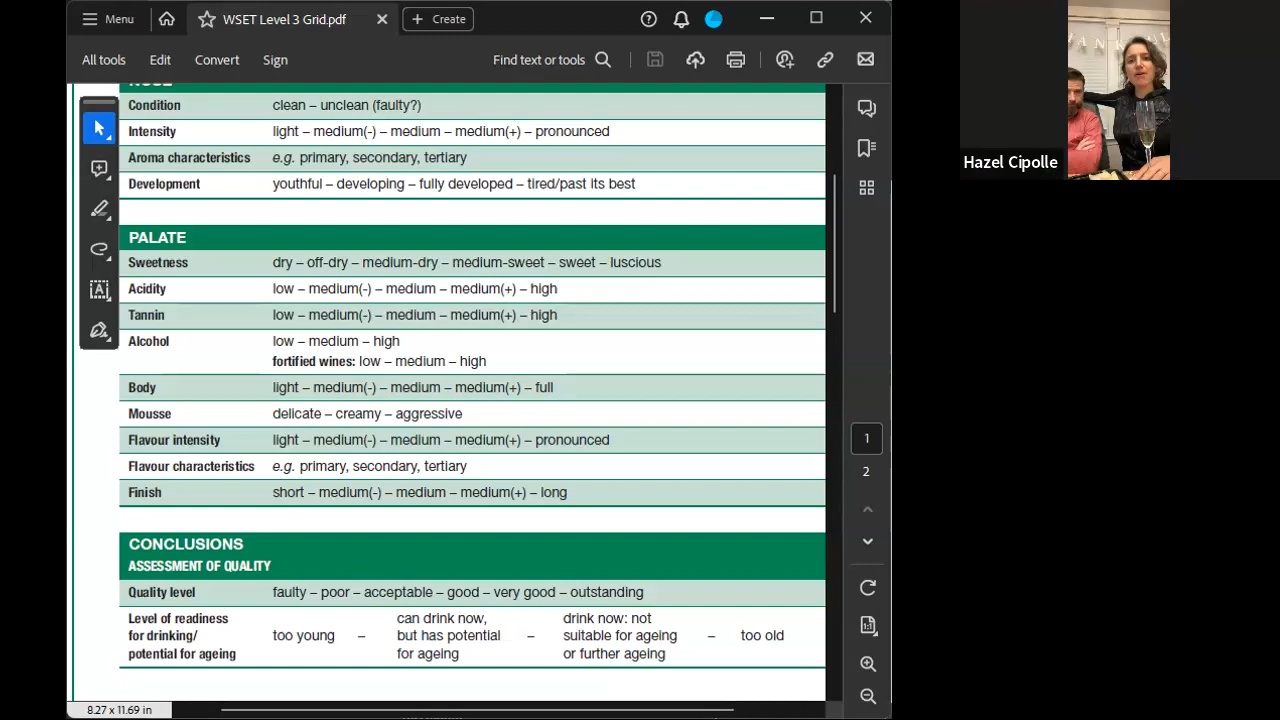 Menu
WSET Level 3 Grid.pdf
Create
All tools Edit Convert Sign Find text or tools
NOSE
Condition clean – unclean (faulty?)
Intensity light – medium(-) – medium – medium(+) – pronounced
Aroma characteristics e.g. primary, secondary, tertiary
Development youthful – developing – fully developed – tired/past its best
PALATE
Sweetness dry – off-dry – medium-dry – medium-sweet – sweet – luscious
Acidity low – medium(-) – medium – medium(+) – high
Tannin low – medium(-) – medium – medium(+) – high
Alcohol low – medium – high
fortified wines: low – medium – high
Body light – medium(-) – medium – medium(+) – full
Mousse delicate – creamy – aggressive
Flavour intensity light – medium(-) – medium – medium(+) – pronounced
Flavour characteristics e.g. primary, secondary, tertiary
Finish short – medium(-) – medium – medium(+) – long
CONCLUSIONS
ASSESSMENT OF QUALITY
Quality level faulty – poor – acceptable – good – very good – outstanding
Level of readiness
for drinking/
potential for ageing
too young –
can drink now,
but has potential –
for ageing
drink now: not
suitable for ageing –
or further ageing
too old
8.27 x 11.69 in
1
2
1:1
Hazel Cipolle